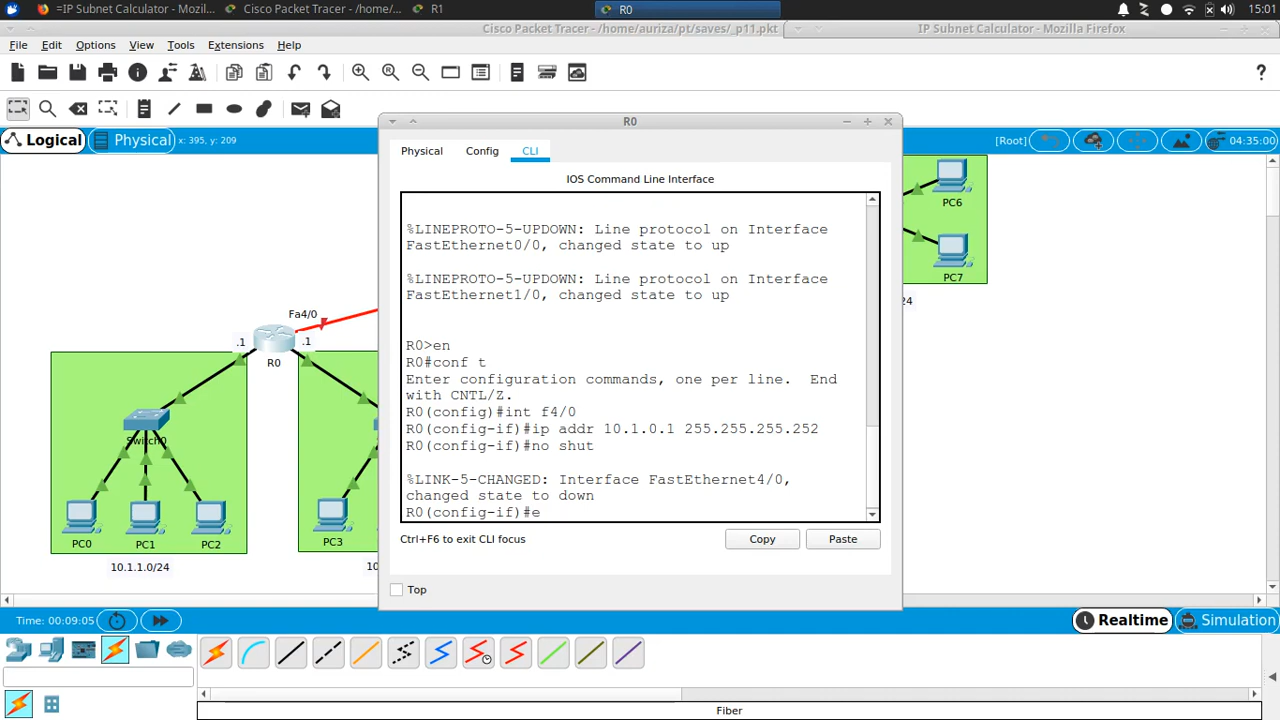 =IP Subnet Calculator - Mozil...
Cisco Packet Tracer - /home/...
R1
R0
15:01
Cisco Packet Tracer - /home/auriza/pt/saves/_p11.pkt
IP Subnet Calculator - Mozilla Firefox
File Edit Options View Tools Extensions Help
?
Logical
Physical
x: 395, y: 209
[Root]
04:35:00
R0
Physical Config CLI
IOS Command Line Interface
%LINEPROTO-5-UPDOWN: Line protocol on Interface
FastEthernet0/0, changed state to up
%LINEPROTO-5-UPDOWN: Line protocol on Interface
FastEthernet1/0, changed state to up
R0>en
R0#conf t
Enter configuration commands, one per line.  End
with CNTL/Z.
R0(config)#int f4/0
R0(config-if)#ip addr 10.1.0.1 255.255.255.252
R0(config-if)#no shut
%LINK-5-CHANGED: Interface FastEthernet4/0,
changed state to down
R0(config-if)#e
Ctrl+F6 to exit CLI focus
Copy
Paste
Top
Fa4/0
.1
.1
R0
Switch0
PC0
PC1
PC2
PC3
10.1.1.0/24
10
PC6
PC7
24
Time: 00:09:05
Realtime
Simulation
Fiber